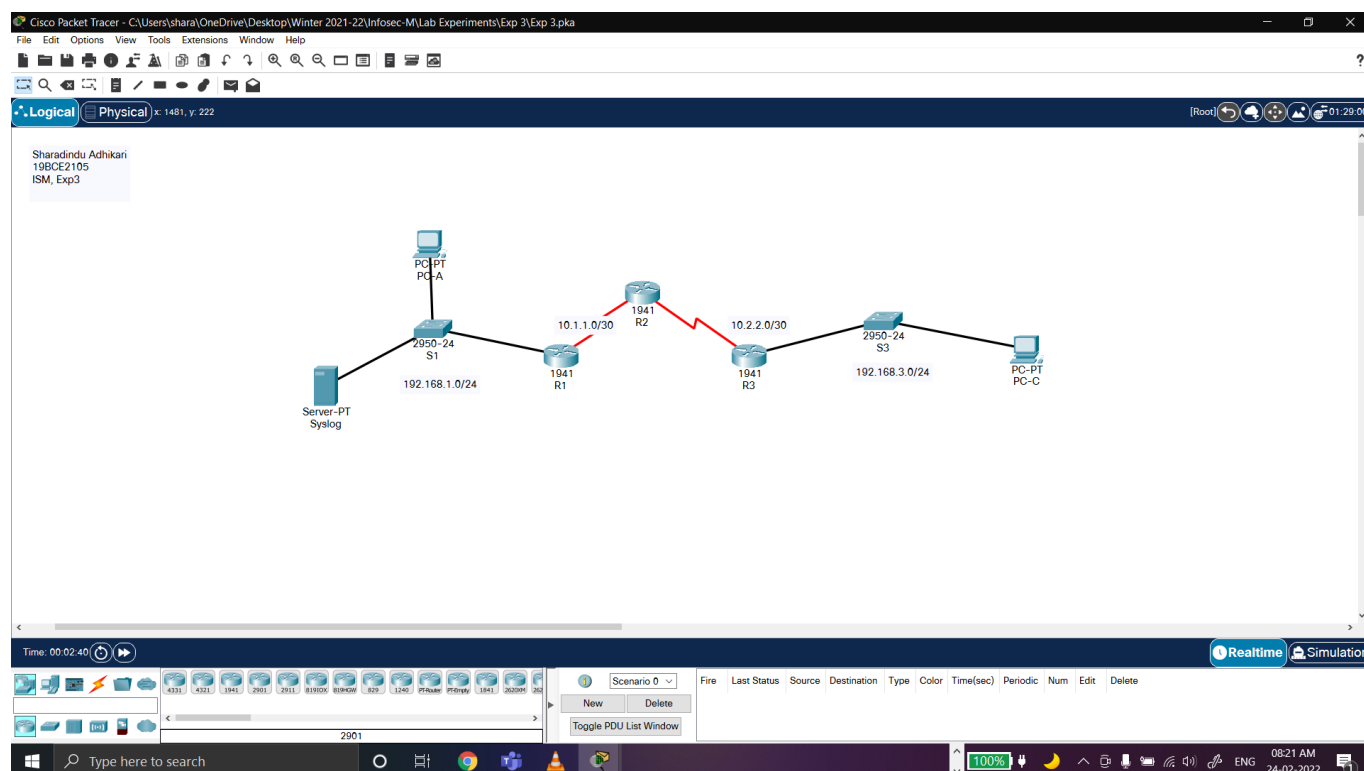 Cisco Packet Tracer - C:\Users\shara\OneDrive\Desktop\Winter 2021-22\Infosec-M\Lab Experiments\Exp 3\Exp 3.pka
File Edit Options View Tools Extensions Window Help
?
Logical Physical x: 1481, y: 222 [Root] 01:29:00
Sharadindu Adhikari
19BCE2105
ISM, Exp3
PC-PT
PC-A
1941
R2
10.1.1.0/30
10.2.2.0/30
2950-24
S1
2950-24
S3
1941
R1
1941
R3
192.168.1.0/24
192.168.3.0/24
PC-PT
PC-C
Server-PT
Syslog
Time: 00:02:40 Realtime Simulation
4331 4321 1941 2901 2911 819IOX 819HGW 829 1240 PT-Router PT-Empty 1841 2620XM 262
Scenario 0
New Delete
Toggle PDU List Window
Fire Last Status Source Destination Type Color Time(sec) Periodic Num Edit Delete
2901
Type here to search
100% ENG 08:21 AM
24-02-2022